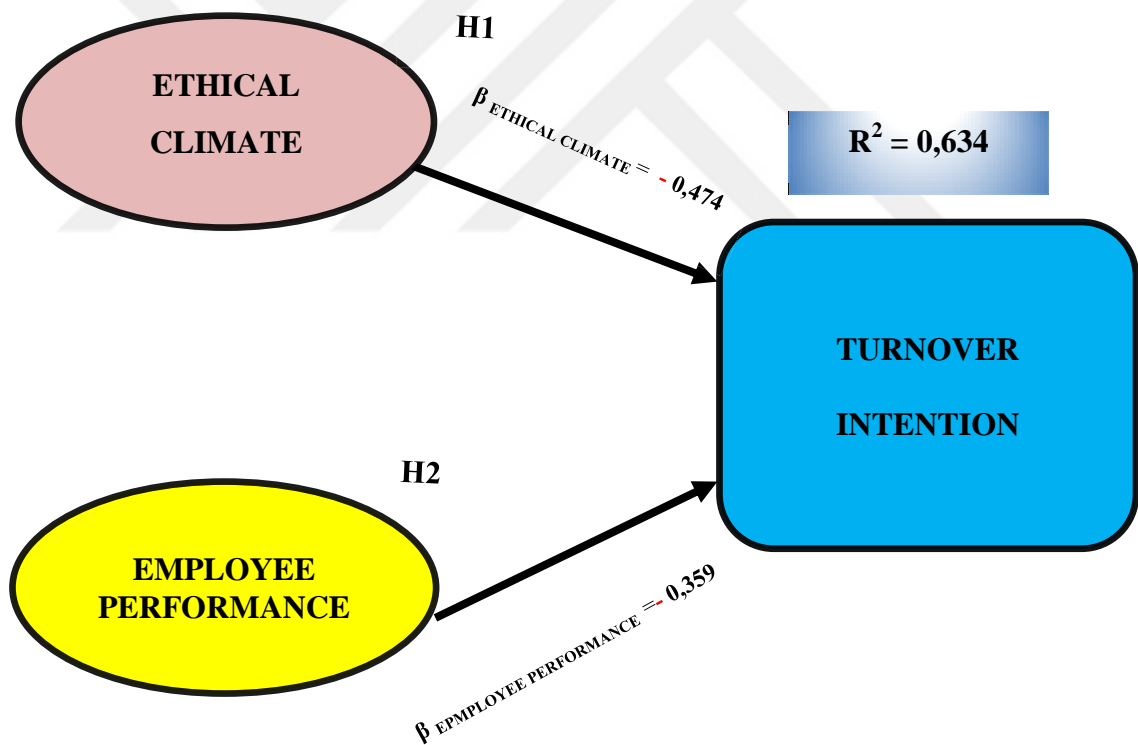 H1
ETHICAL
CLIMATE
β ETHICAL CLIMATE = - 0,474
R² = 0,634
TURNOVER
INTENTION
H2
EMPLOYEE
PERFORMANCE
β EPMPLOYEE PERFORMANCE =- 0,359